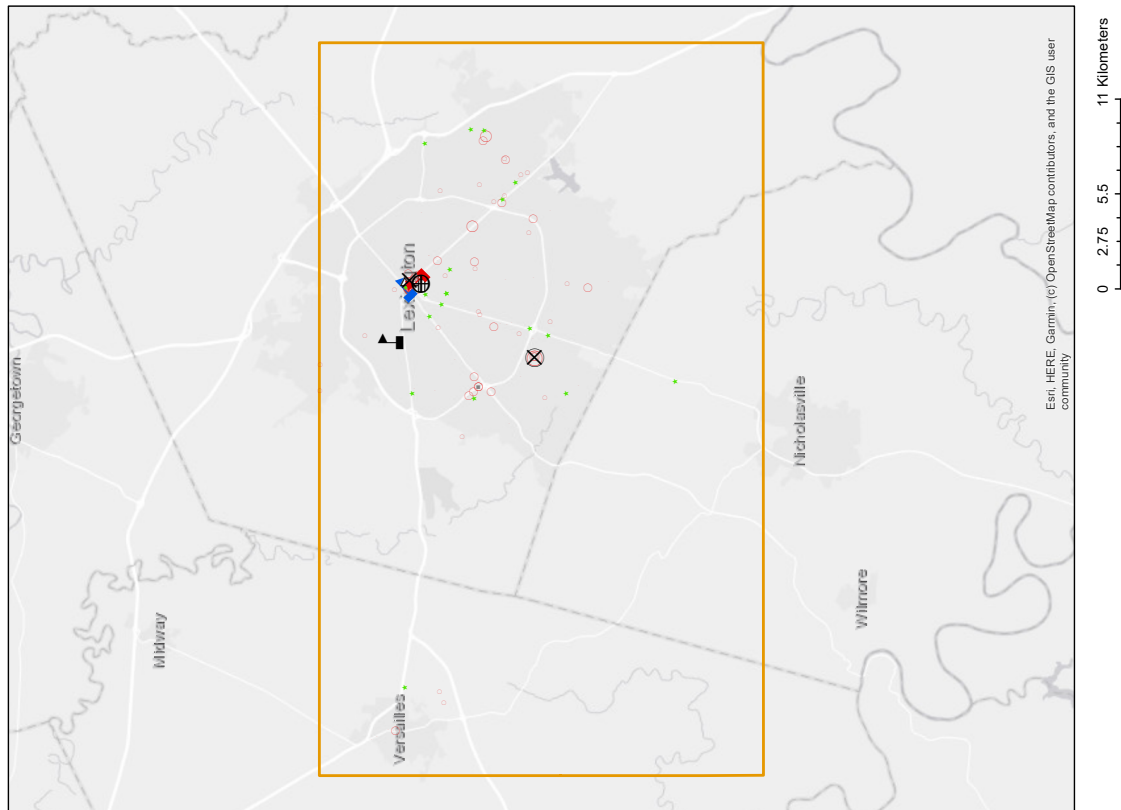 Georgetown
Midway
Versailles
Lexington
Nicholasville
Wilmore
Esri, HERE, Garmin, (c) OpenStreetMap contributors, and the GIS user
community
0 2.75 5.5 11 Kilometers